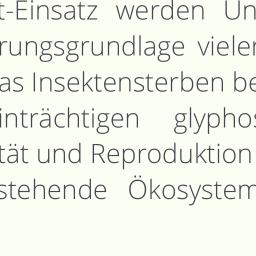 t-Einsatz werden Un
rungsgrundlage vieler
as Insektensterben be
inträchtigen glyphos
tät und Reproduktion
stehende Ökosystem